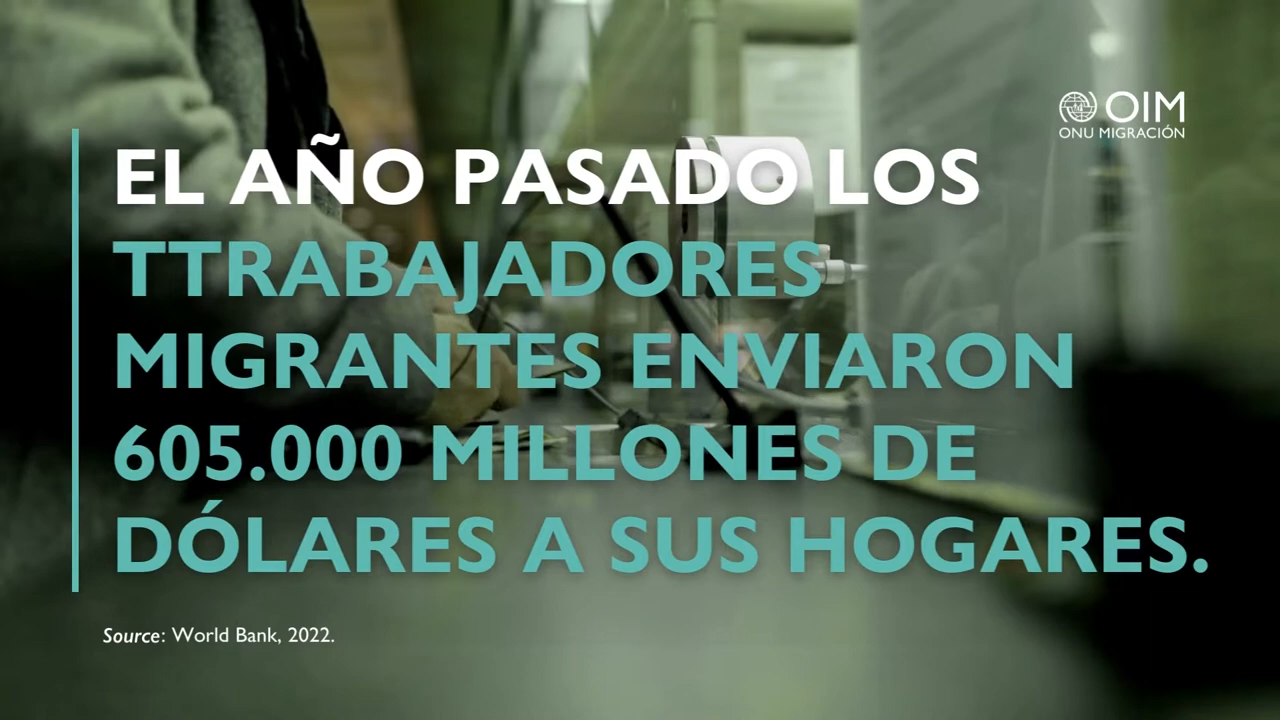 OIM
ONU MIGRACIÓN
EL AÑO PASADO LOS
TTRABAJADORES
MIGRANTES ENVIARON
605.000 MILLONES DE
DÓLARES A SUS HOGARES.
Source: World Bank, 2022.